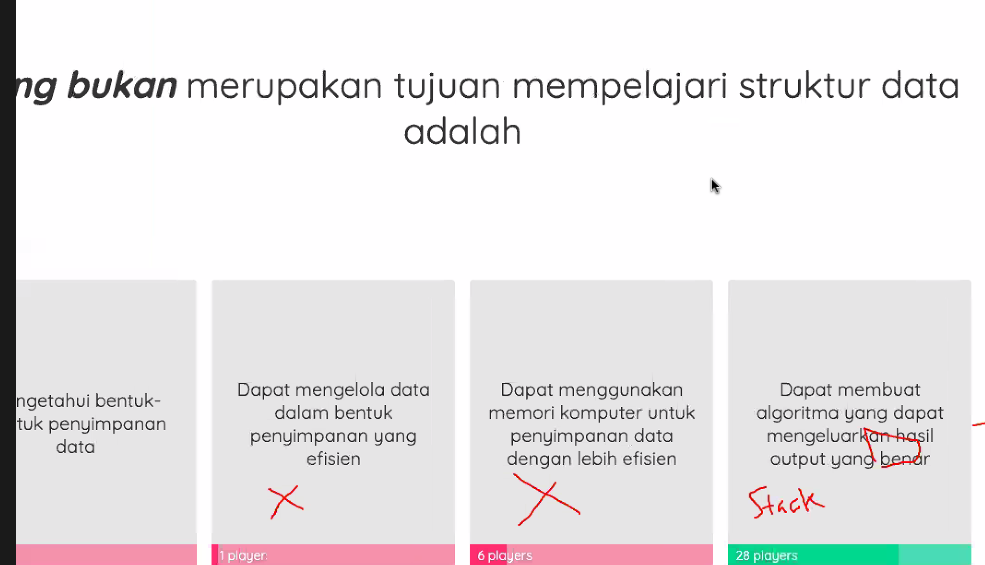 ng bukan merupakan tujuan mempelajari struktur data
adalah
ngetahui bentuk-
tuk penyimpanan
data
Dapat mengelola data
dalam bentuk
penyimpanan yang
efisien
Dapat menggunakan
memori komputer untuk
penyimpanan data
dengan lebih efisien
Dapat membuat
algoritma yang dapat
mengeluarkan hasil
output yang benar
Stack
1 player
6 players
28 players